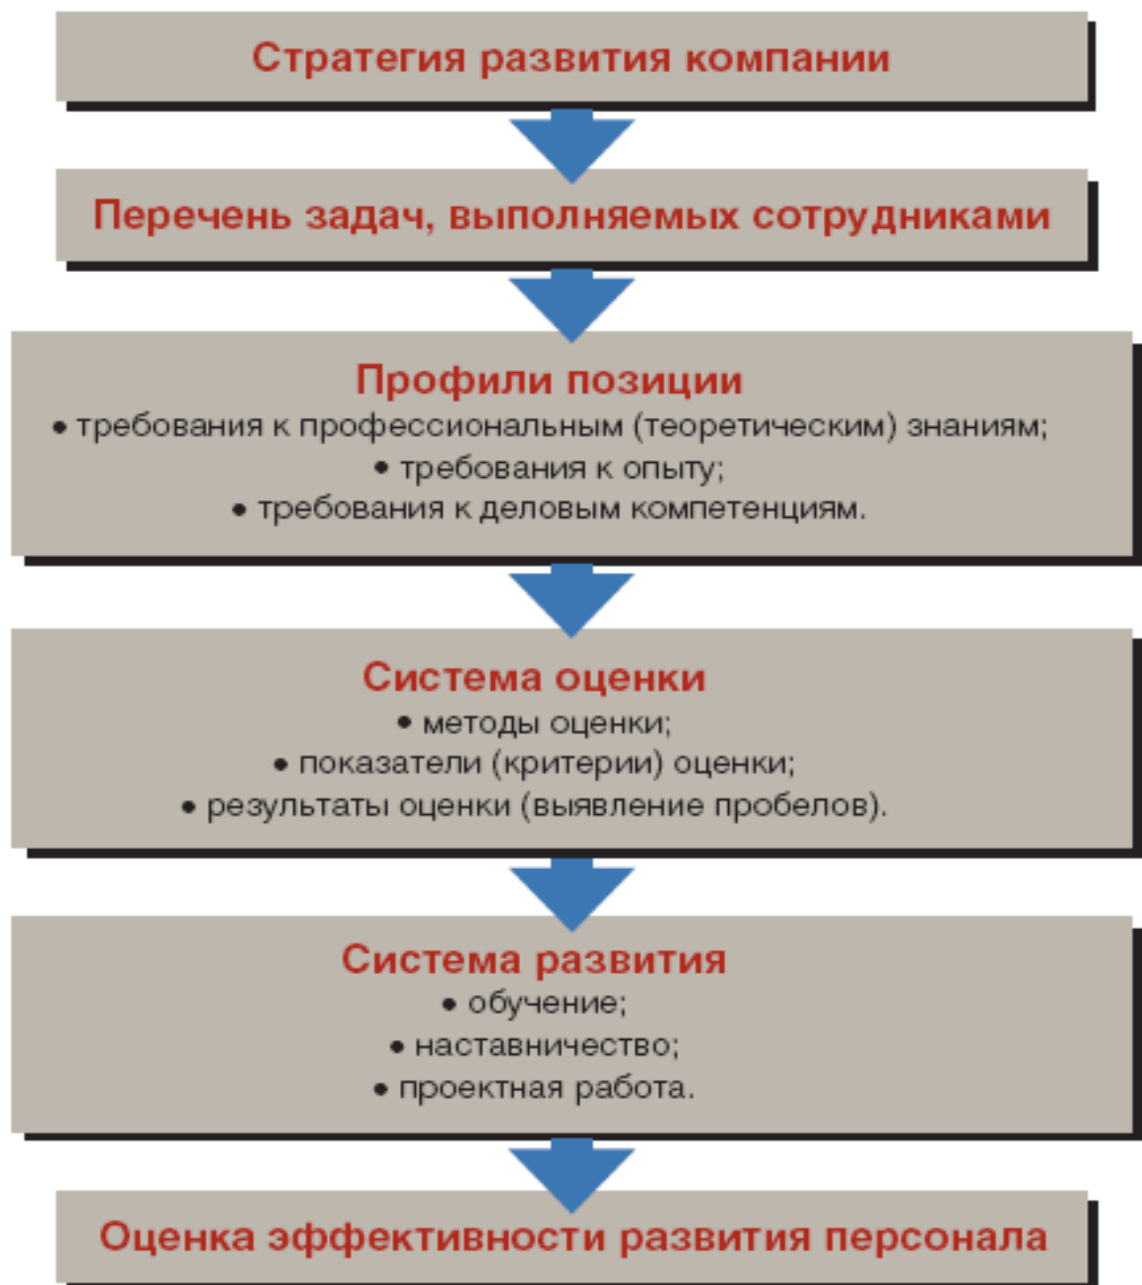 Стратегия развития компании
Перечень задач, выполняемых сотрудниками
Профили позиции
• требования к профессиональным (теоретическим) знаниям;
• требования к опыту;
• требования к деловым компетенциям.
Система оценки
• методы оценки;
• показатели (критерии) оценки;
• результаты оценки (выявление пробелов).
Система развития
• обучение;
• наставничество;
• проектная работа.
Оценка эффективности развития персонала